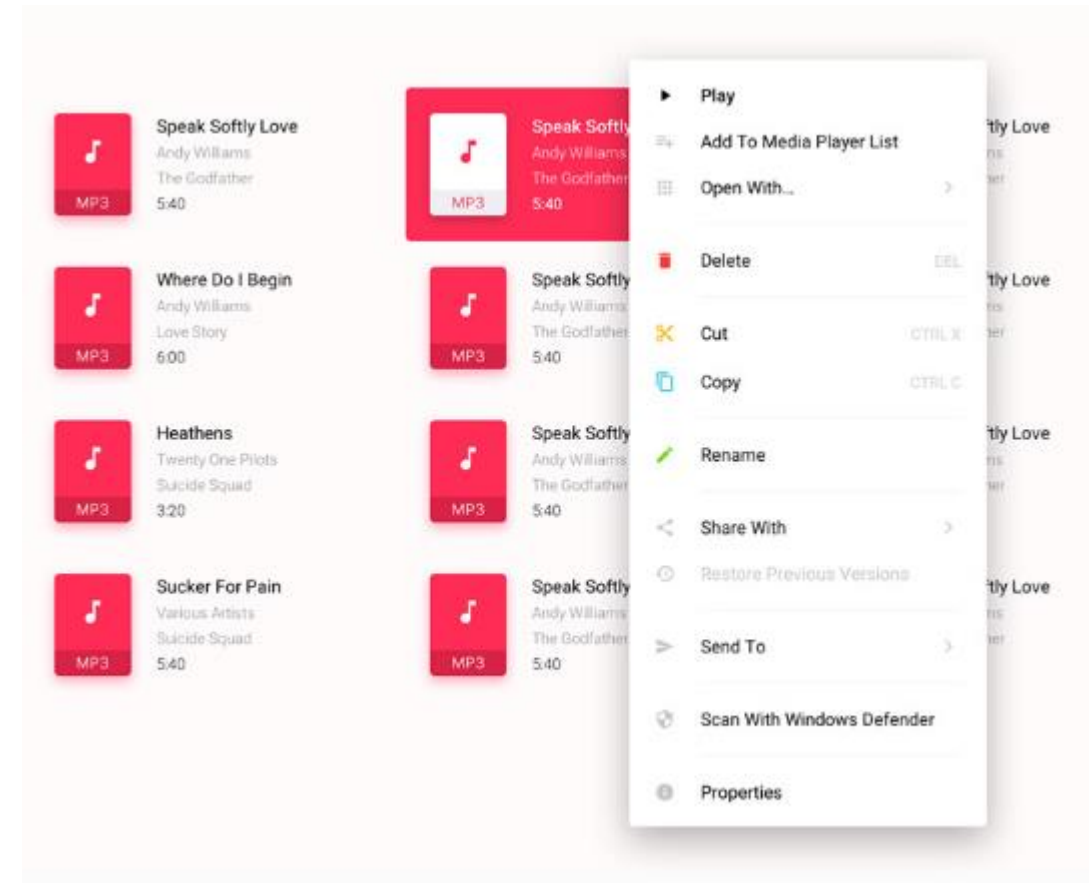 Speak Softly Love
Andy Williams
The Godfather
5:40
MP3
Where Do I Begin
Andy Williams
Love Story
6:00
MP3
Heathens
Twenty One Pilots
Suicide Squad
3:20
MP3
Sucker For Pain
Various Artists
Suicide Squad
5:40
MP3
Speak Softly
Andy Williams
The Godfather
5:40
MP3
Speak Softly
Andy Williams
The Godfather
5:40
MP3
Speak Softly
Andy Williams
The Godfather
5:40
MP3
Speak Softly
Andy Williams
The Godfather
5:40
MP3
Play
Add To Media Player List
Open With...
Delete DEL
Cut CTRL X
Copy CTRL C
Rename
Share With
Restore Previous Versions
Send To
Scan With Windows Defender
Properties
Love
Love
Love
Love